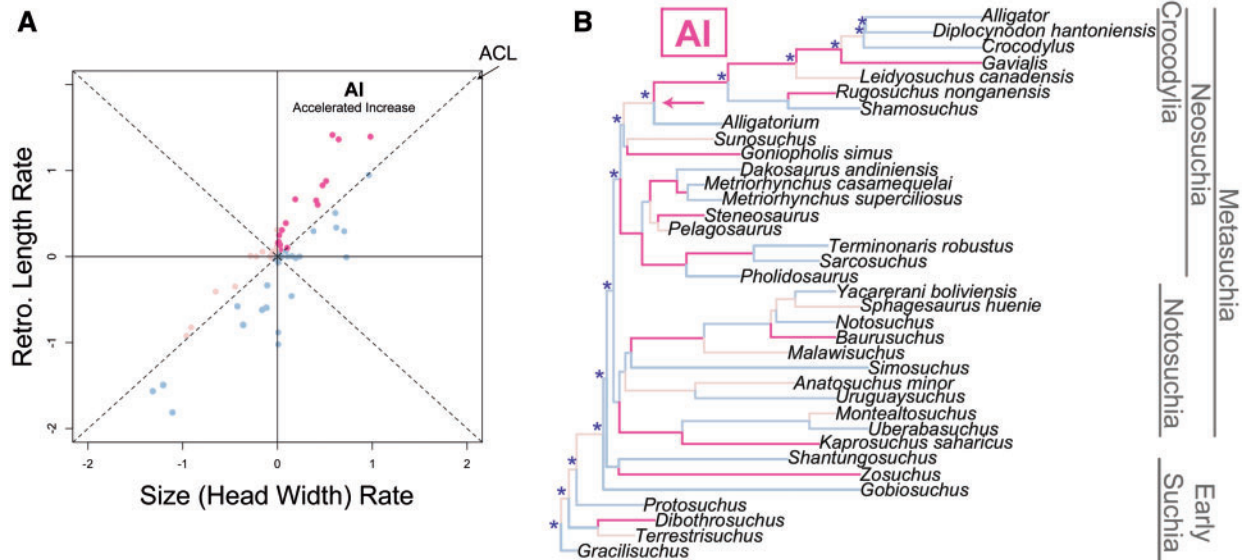 A
ACL
AI
Accelerated Increase
Retro. Length Rate
1
0
-1
-2
-2
-1
0
1
2
Size (Head Width) Rate
B
AI
*
Alligator
Diplocynodon hantoniensis
Crocodylus
Gavialis
Leidyosuchus canadensis
Rugosuchus nonganensis
Shamosuchus
Alligatorium
Sunosuchus
Goniopholis simus
Dakosaurus andiniensis
Metriorhynchus casamequelai
Metriorhynchus superciliosus
Steneosaurus
Pelagosaurus
Terminonaris robustus
Sarcosuchus
Pholidosaurus
Yacarerani boliviensis
Sphagesaurus huenie
Notosuchus
Baurusuchus
Malawisuchus
Simosuchus
Anatosuchus minor
Uruguaysuchus
Montealtosuchus
Uberabasuchus
Kaprosuchus saharicus
Shantungosuchus
Zosuchus
Gobiosuchus
Protosuchus
Dibothrosuchus
Terrestrisuchus
Gracilisuchus
Crocodylia
Neosuchia
Metasuchia
Notosuchia
Early
Suchia